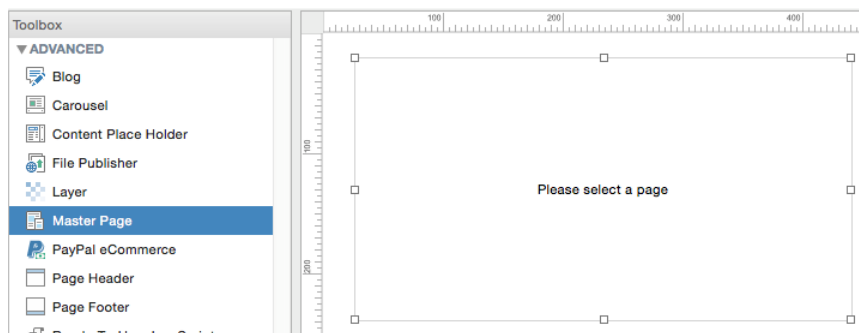 Toolbox
ADVANCED
Blog
Carousel
Content Place Holder
File Publisher
Layer
Master Page
PayPal eCommerce
Page Header
Page Footer
100
200
300
400
100
200
Please select a page